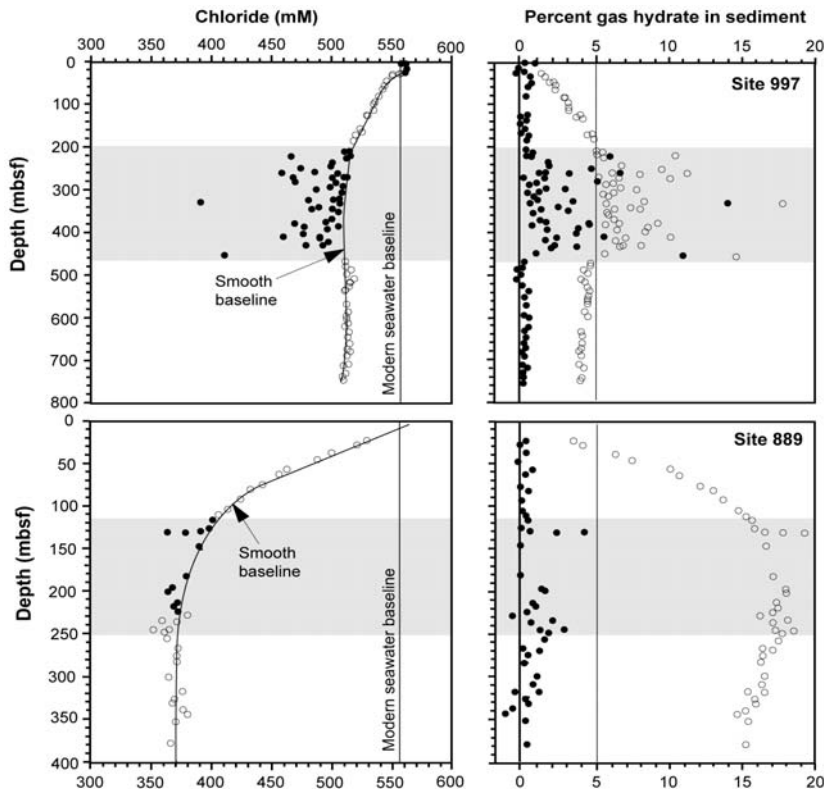 Chloride (mM)
300 350 400 450 500 550 600
Percent gas hydrate in sediment
0 5 10 15 20
Depth (mbsf)
0
100
200
300
400
500
600
700
800
Smooth
baseline
Modern seawater baseline
Site 997
Depth (mbsf)
0
50
100
150
200
250
300
350
400
Smooth
baseline
Modern seawater baseline
Site 889
300 350 400 450 500 550 600
0 5 10 15 20